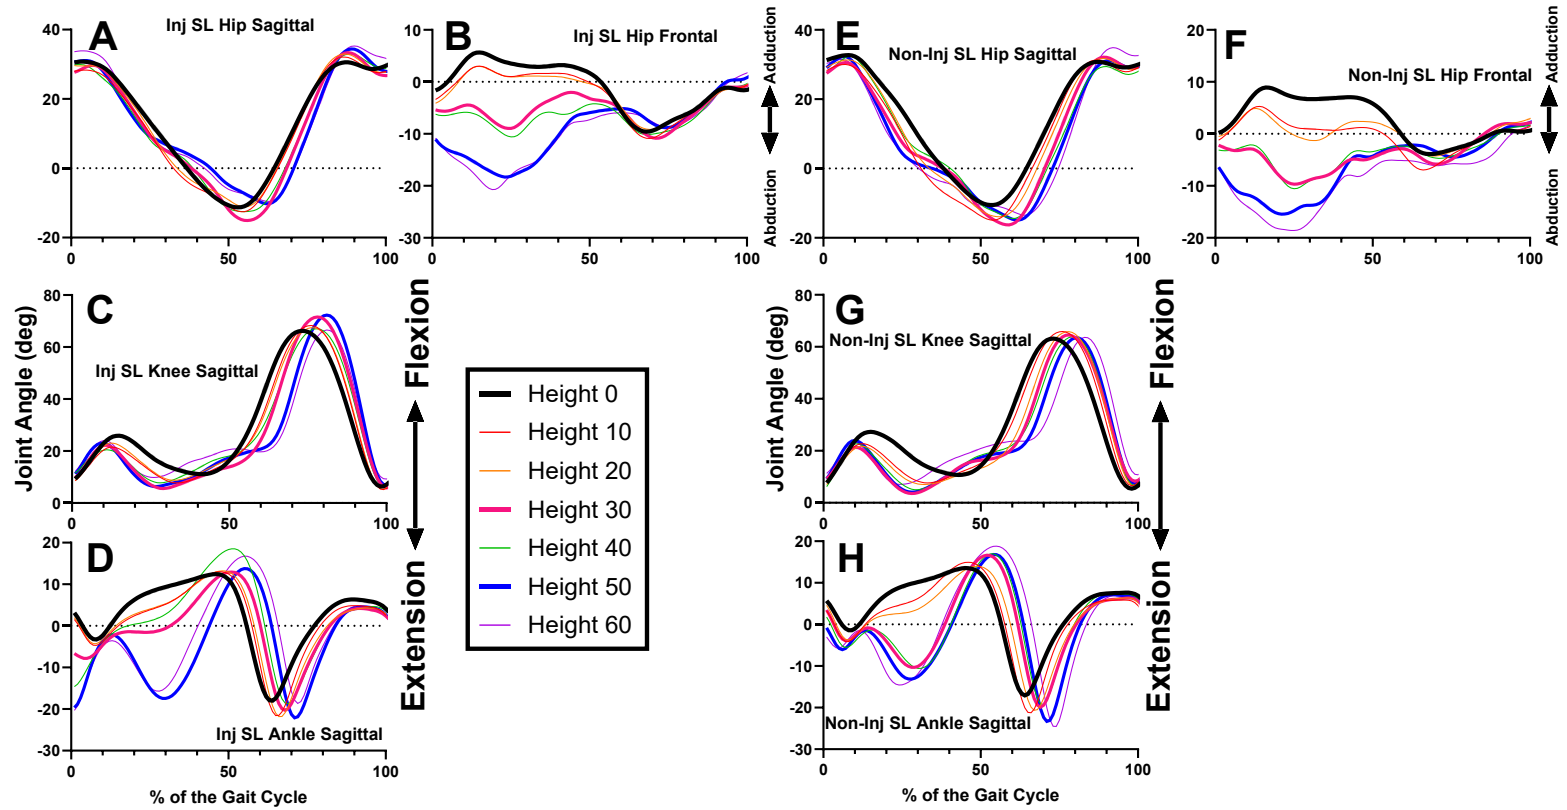 A
Inj SL Hip Sagittal
40
20
0
-20
0
50
100
B
Inj SL Hip Frontal
10
0
-10
-20
-30
0
50
100
Adduction
Abduction
E
Non-Inj SL Hip Sagittal
40
20
0
-20
0
50
100
F
Non-Inj SL Hip Frontal
20
10
0
-10
-20
0
50
100
Adduction
Abduction
C
Inj SL Knee Sagittal
Joint Angle (deg)
80
60
40
20
0
0
50
100
Flexion
Extension
Height 0
Height 10
Height 20
Height 30
Height 40
Height 50
Height 60
G
Non-Inj SL Knee Sagittal
Joint Angle (deg)
80
60
40
20
0
0
50
100
Flexion
Extension
D
Inj SL Ankle Sagittal
20
10
0
-10
-20
-30
0
50
100
% of the Gait Cycle
H
Non-Inj SL Ankle Sagittal
20
10
0
-10
-20
-30
0
50
100
% of the Gait Cycle